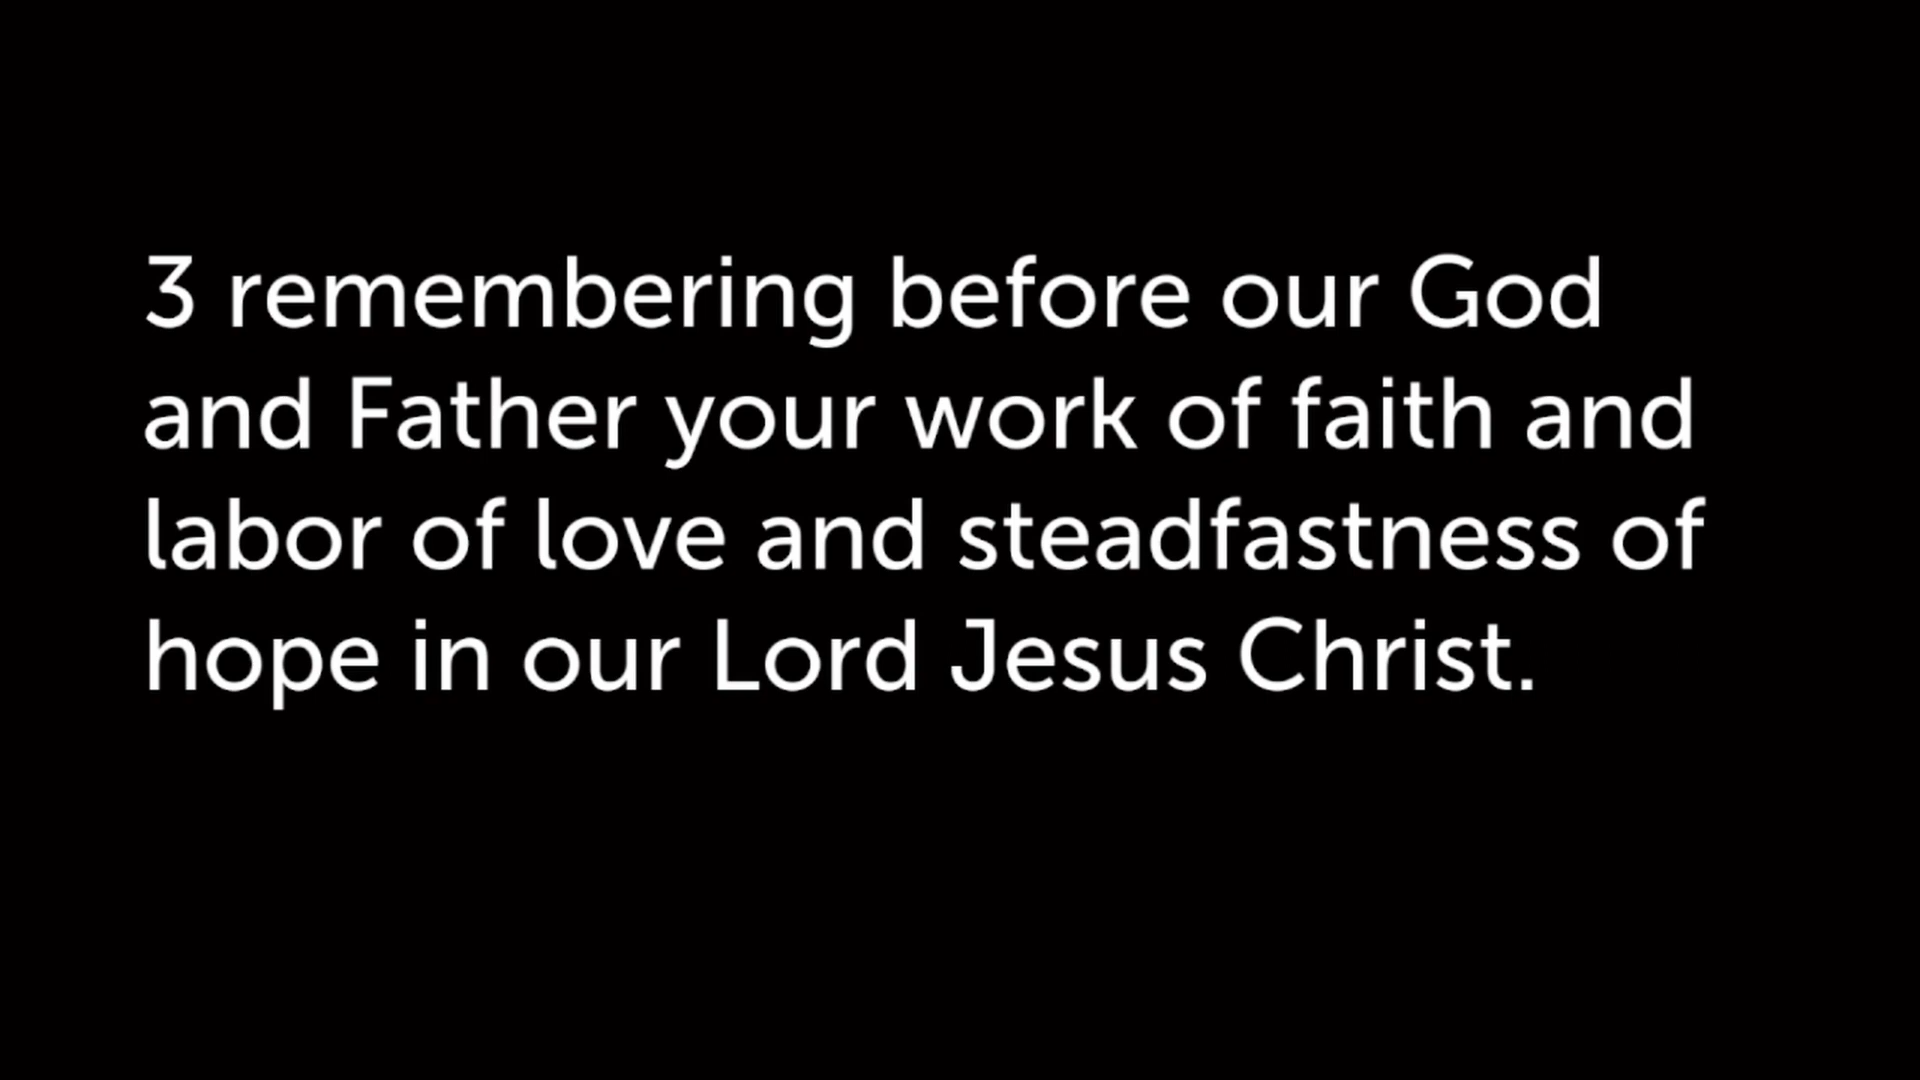 3 remembering before our God
and Father your work of faith and
labor of love and steadfastness of
hope in our Lord Jesus Christ.